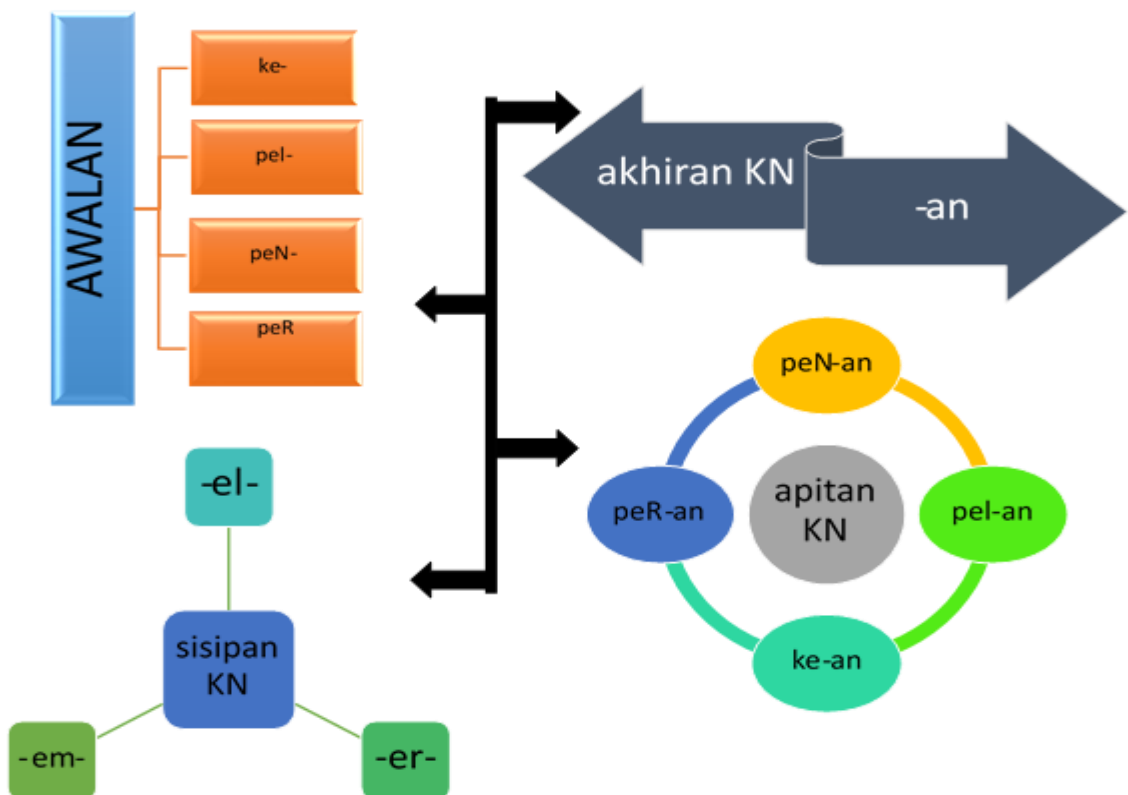 AWALAN
ke-
pel-
peN-
peR
akhiran KN
-an
-el-
sisipan
KN
-em-
-er-
peN-an
peR-an
apitan
KN
pel-an
ke-an